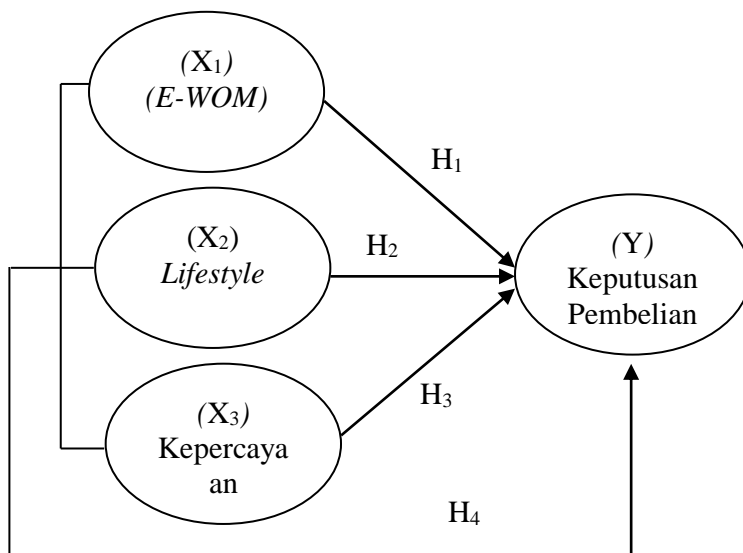 (X₁)
(E-WOM)
H₁
(X₂)
Lifestyle
H₂
(Y)
Keputusan
Pembelian
(X₃)
Kepercaya
an
H₃
H₄